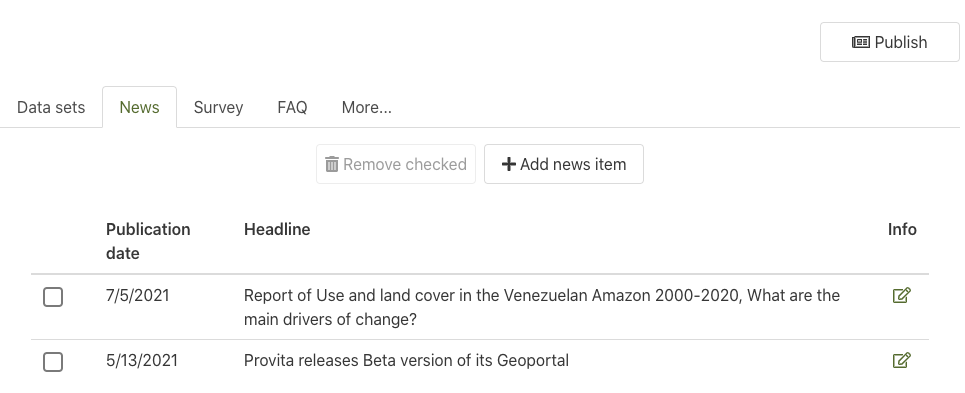 Publish
Data sets News Survey FAQ More...
Remove checked Add news item
Publication date Headline Info
7/5/2021 Report of Use and land cover in the Venezuelan Amazon 2000-2020, What are the
main drivers of change?
5/13/2021 Provita releases Beta version of its Geoportal